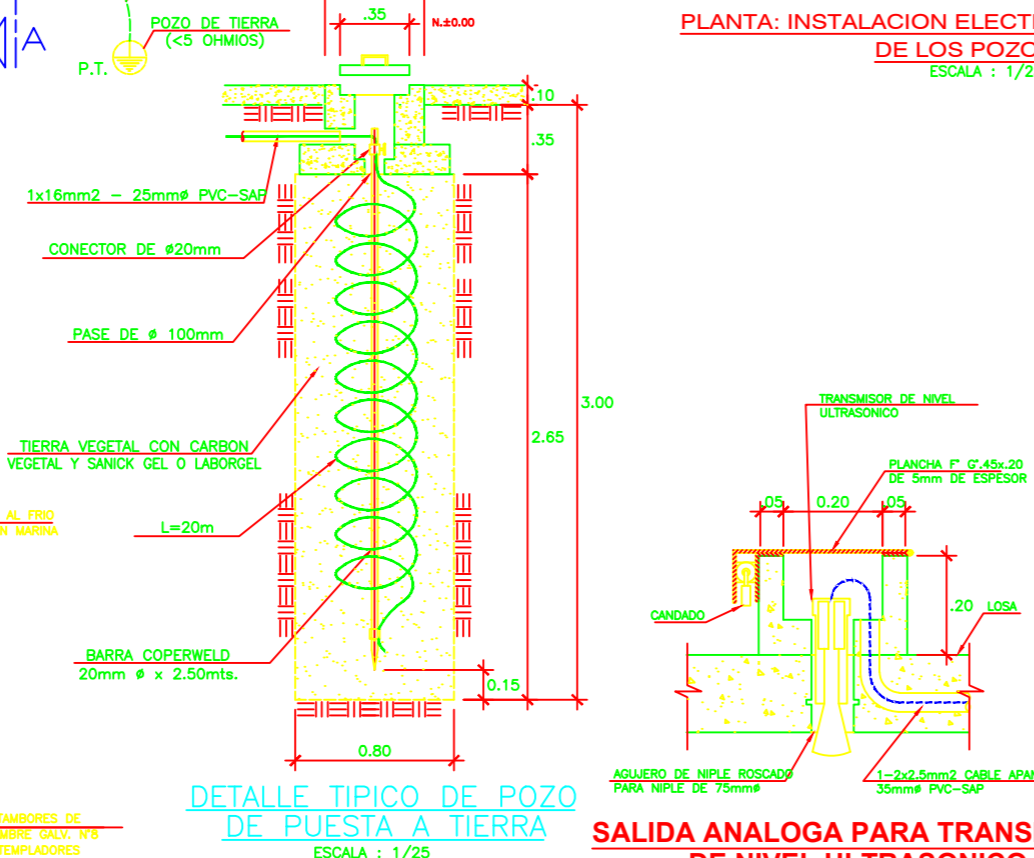 A
POZO DE TIERRA
(<5 OHMIOS)
P.T.
.35
N.±0.00
PLANTA: INSTALACION ELECT
DE LOS POZO
ESCALA : 1/2
.10
.35
1x16mm2 - 25mmø PVC-SAP
CONECTOR DE ø20mm
PASE DE ø 100mm
3.00
2.65
TIERRA VEGETAL CON CARBON
VEGETAL Y SANICK GEL O LABORGEL
AL FRIO
N MARINA
L=20m
BARRA COPERWELD
20mm ø x 2.50mts.
0.15
0.80
TRANSMISOR DE NIVEL
ULTRASONICO
PLANCHA Fº Gº.45x.20
DE 5mm DE ESPESOR
.05
0.20
.05
.20
LOSA
CANDADO
AGUJERO DE NIPLE ROSCADO
PARA NIPLE DE 75mmø
1-2x2.5mm2 CABLE APAN
35mmø PVC-SAP
TAMBORES DE
MBRE GALV. Nº8
TEMPLADORES
DETALLE TIPICO DE POZO
DE PUESTA A TIERRA
ESCALA : 1/25
SALIDA ANALOGA PARA TRANS
DE NIVEL ULTRASONICO